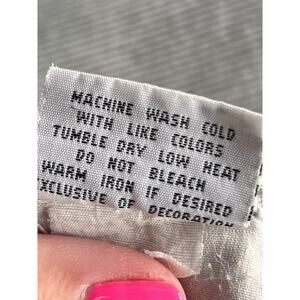 MACHINE WASH COLD
WITH LIKE COLORS
TUMBLE DRY LOW HEAT
DO NOT BLEACH
WARM IRON IF DESIRED
EXCLUSIVE OF DECORATION